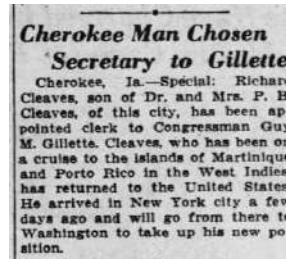 Cherokee Man Chosen
Secretary to Gillette
Cherokee, Ia.—Special: Richar
Cleaves, son of Dr. and Mrs. P. B
Cleaves, of this city, has been ap-
pointed clerk to Congressman Guy
M. Gillette. Cleaves, who has been on
a cruise to the islands of Martinique
and Porto Rico in the West Indies
has returned to the United States
He arrived in New York city a few
days ago and will go from there to
Washington to take up his new po-
sition.